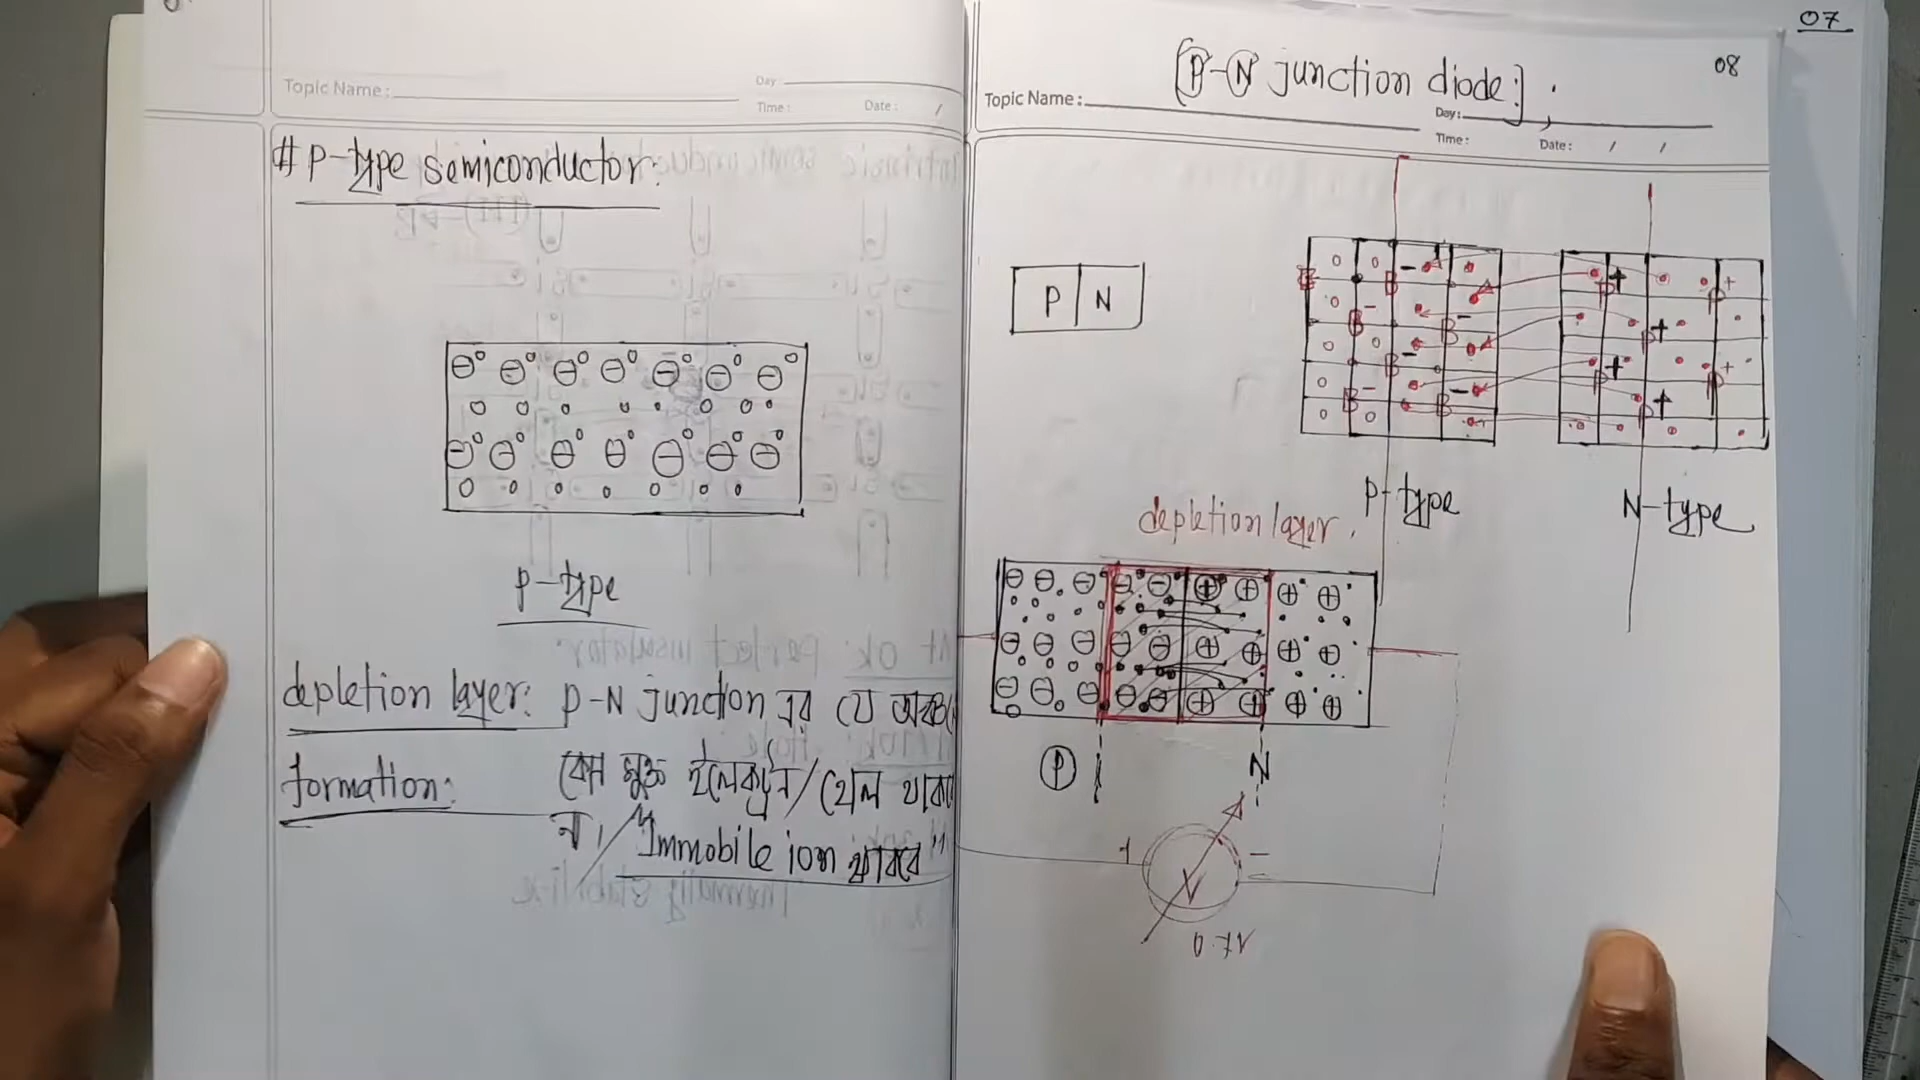 Topic Name :
Day :
Time :
Date : /
# P-type semiconductor:
p-type
depletion layer: P-N junction এর যে অঞ্চলে
formation: কোন মুক্ত ইলেকট্রন/হোল থাকবে
না। "Immobile ion থাকবে"
07
08
[P-N junction diode:]
Topic Name :
Day :
Time :
Date : / /
P N
P-type
N-type
depletion layer.
P
N
+ V -
0.7V